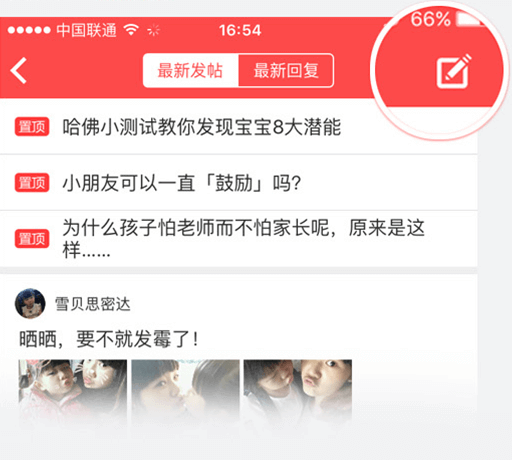 中国联通 16:54 66%
最新发帖 最新回复
置顶 哈佛小测试教你发现宝宝8大潜能
置顶 小朋友可以一直「鼓励」吗?
置顶 为什么孩子怕老师而不怕家长呢，原来是这
样......
雪贝思密达
晒晒，要不就发霉了!